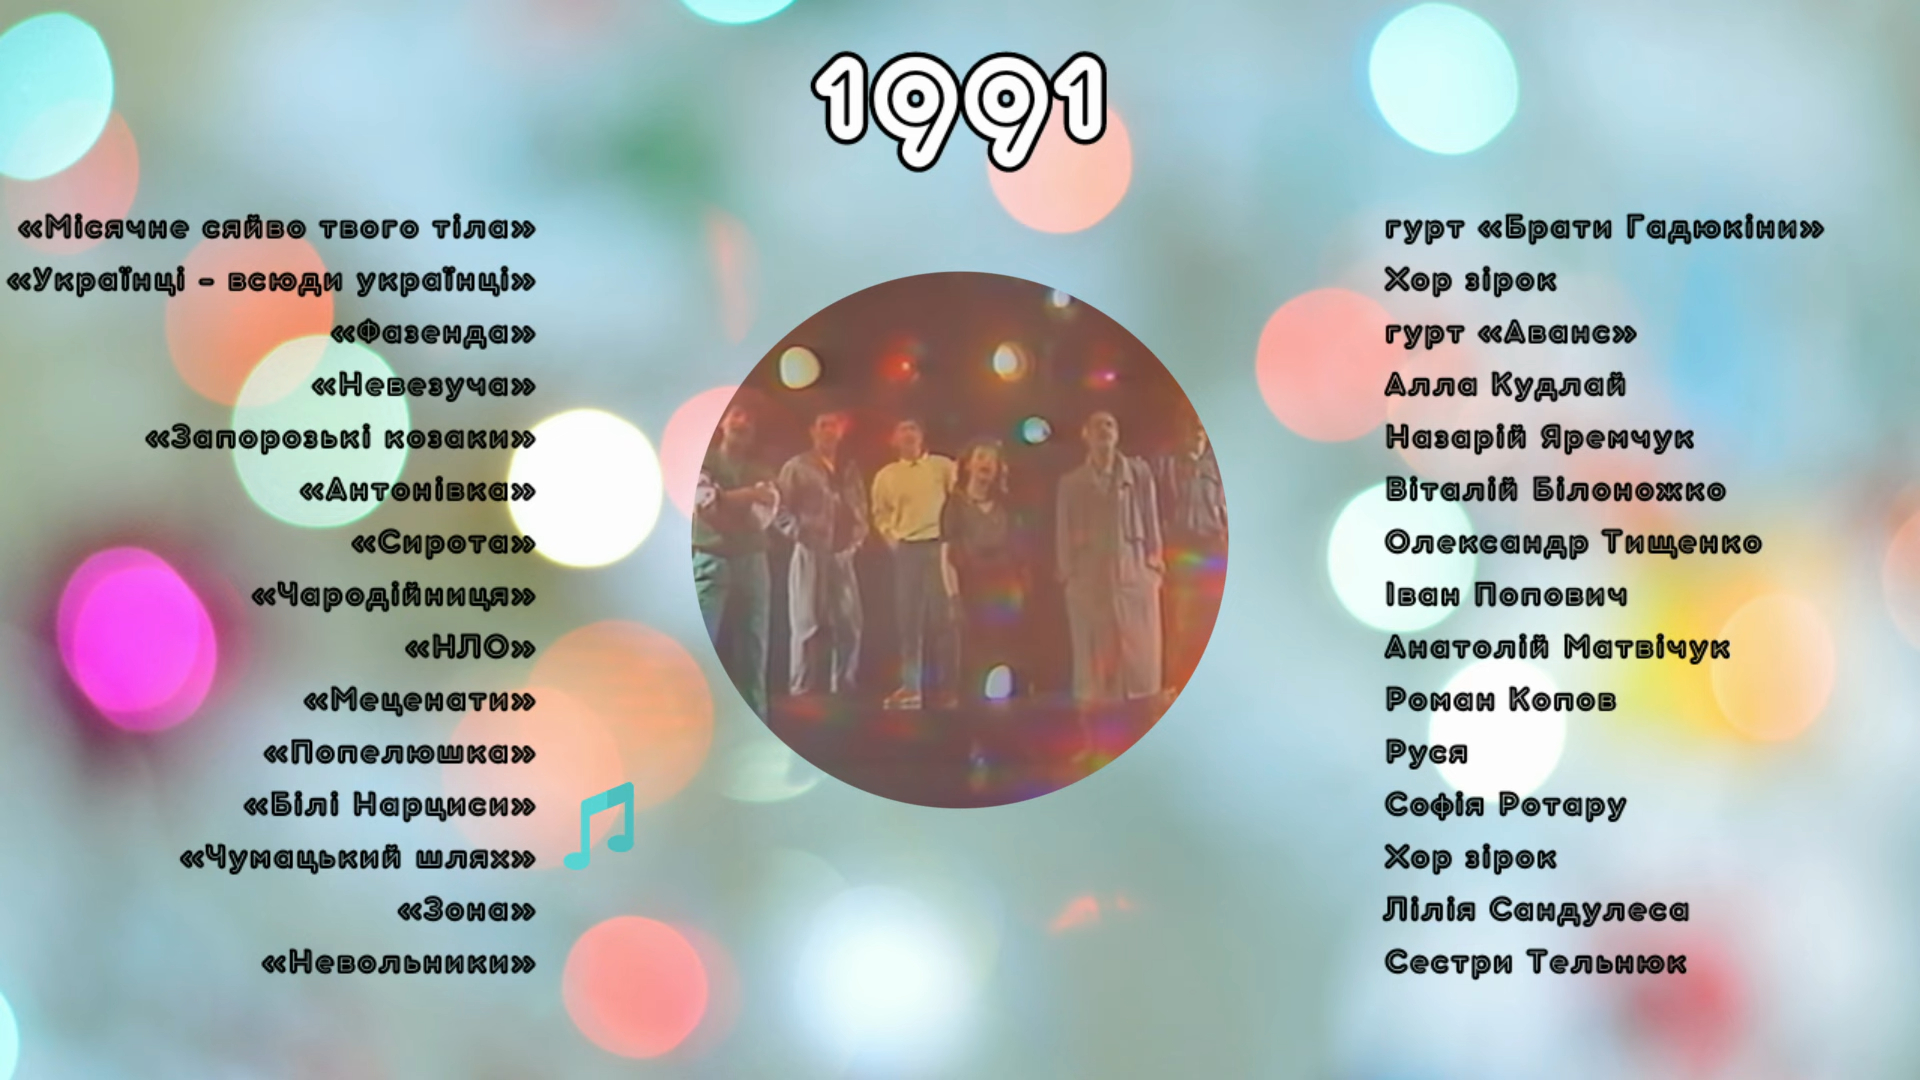 1991
«Місячне сяйво твого тіла» гурт «Брати Гадюкіни»
«Українці - всюди українці» Хор зірок
«Фазенда» гурт «Аванс»
«Невезуча» Алла Кудлай
«Запорозькі козаки» Назарій Яремчук
«Антонівка» Віталій Білоножко
«Сирота» Олександр Тищенко
«Чародійниця» Іван Попович
«НЛО» Анатолій Матвічук
«Меценати» Роман Копов
«Попелюшка» Руся
«Білі Нарциси» Софія Ротару
«Чумацький шлях» Хор зірок
«Зона» Лілія Сандулеса
«Невольники» Сестри Тельнюк